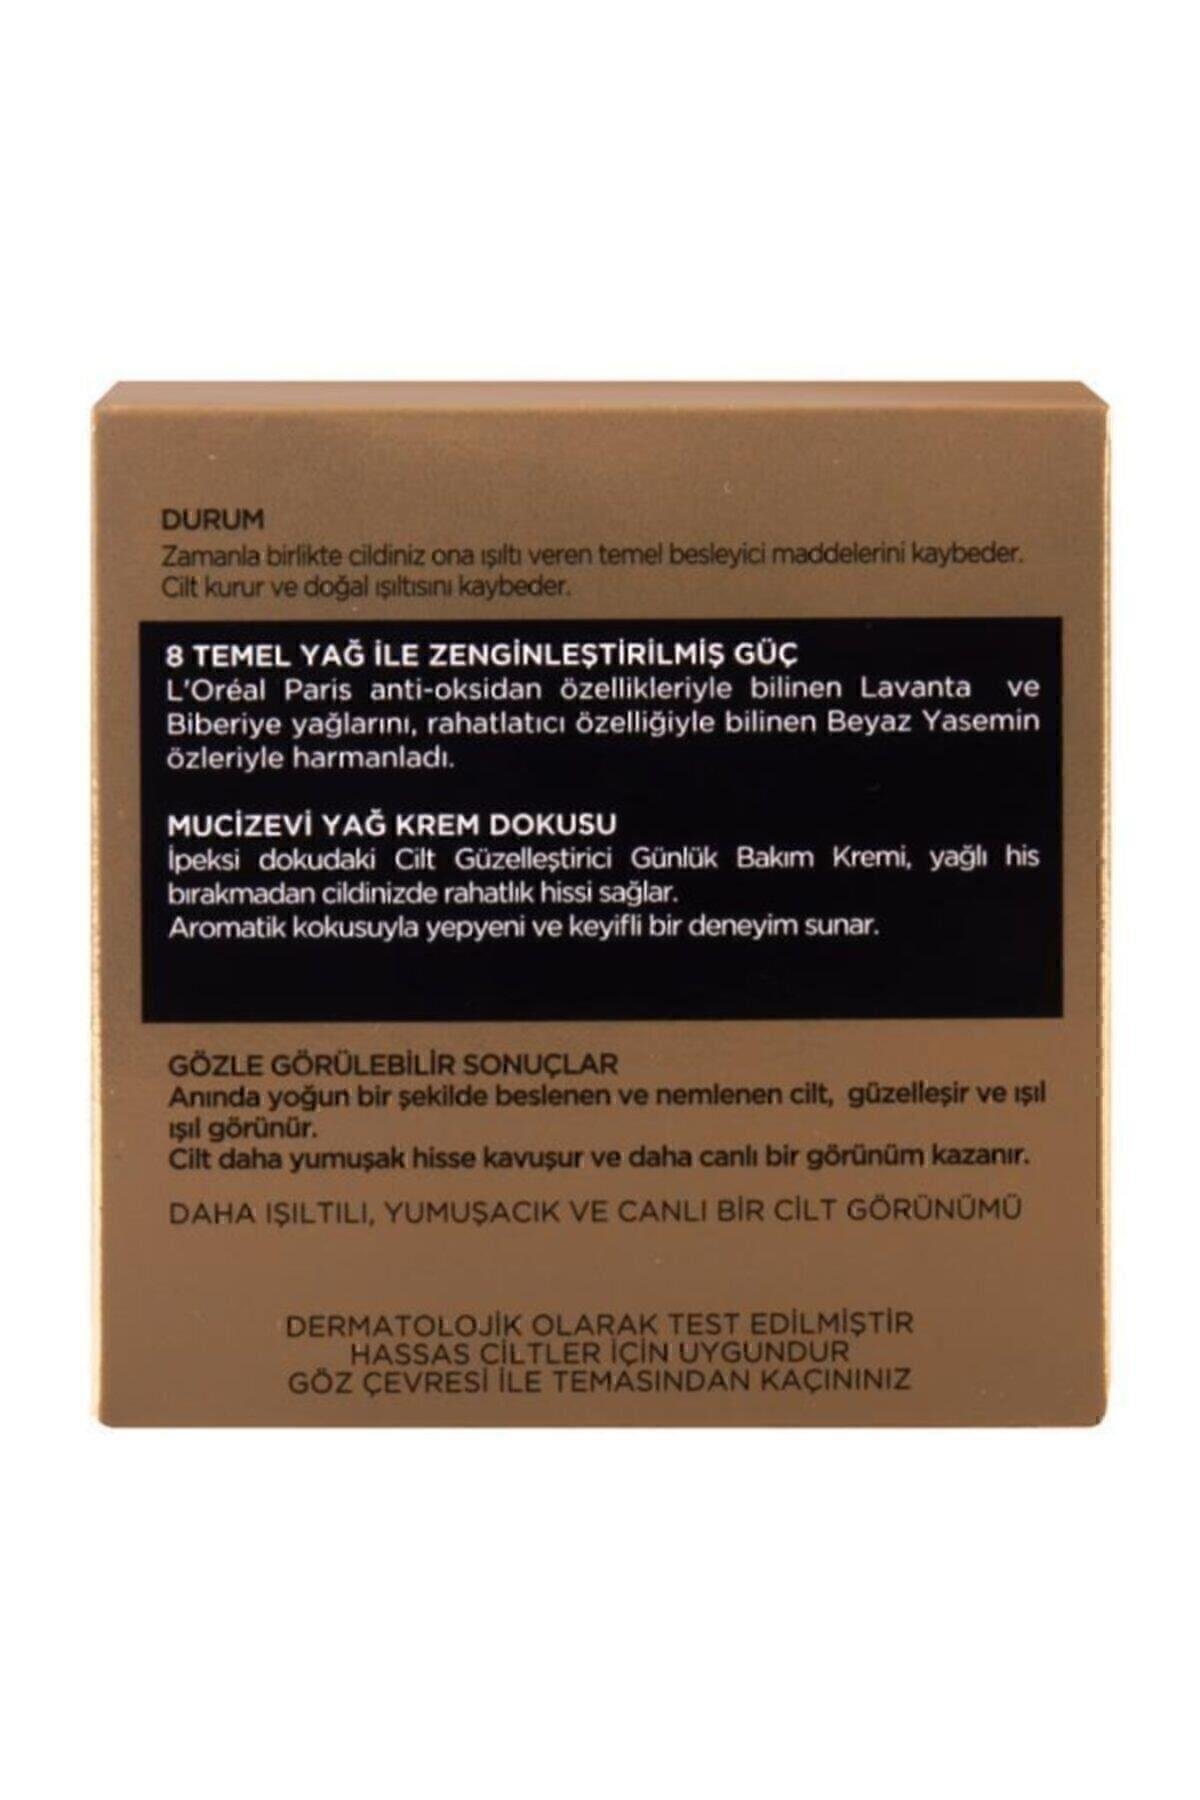 DURUM
Zamanla birlikte cildiniz ona ışıltı veren temel besleyici maddelerini kaybeder.
Cilt kurur ve doğal ışıltısını kaybeder.
8 TEMEL YAĞ İLE ZENGİNLEŞTİRİLMİŞ GÜÇ
L'Oréal Paris anti-oksidan özellikleriyle bilinen Lavanta ve
Biberiye yağlarını, rahatlatıcı özelliğiyle bilinen Beyaz Yasemin
özleriyle harmanladı.
MUCİZEVİ YAĞ KREM DOKUSU
İpeksi dokudaki Cilt Güzelleştirici Günlük Bakım Kremi, yağlı his
bırakmadan cildinizde rahatlık hissi sağlar.
Aromatik kokusuyla yepyeni ve keyifli bir deneyim sunar.
GÖZLE GÖRÜLEBİLİR SONUÇLAR
Anında yoğun bir şekilde beslenen ve nemlenen cilt, güzelleşir ve ışıl
ışıl görünür.
Cilt daha yumuşak hisse kavuşur ve daha canlı bir görünüm kazanır.
DAHA IŞILTILI, YUMUŞACIK VE CANLI BİR CİLT GÖRÜNÜMÜ
DERMATOLOJİK OLARAK TEST EDİLMİŞTİR
HASSAS CİLTLER İÇİN UYGUNDUR
GÖZ ÇEVRESİ İLE TEMASINDAN KAÇININIZ